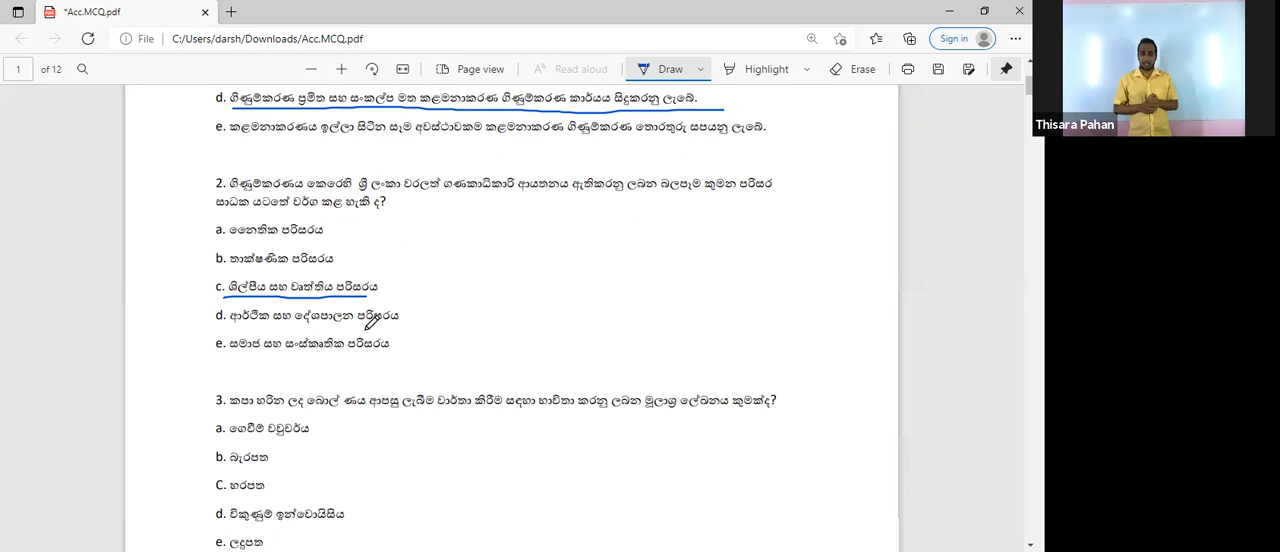 *Acc.MCQ.pdf
File
C:/Users/darsh/Downloads/Acc.MCQ.pdf
Sign in
1 of 12
Page view
Read aloud
Draw
Highlight
Erase
Thisara Pahan
d. ගිණුම්කරණ ප්‍රමිත සහ සංකල්ප මත කළමනාකරණ ගිණුම්කරණ කාර්යය සිදුකරනු ලැබේ.
e. කළමනාකරණය ඉල්ලා සිටින සෑම අවස්ථාවකම කළමනාකරණ ගිණුම්කරණ තොරතුරු සපයනු ලැබේ.
2. ගිණුම්කරණය කෙරෙහි ශ්‍රී ලංකා වරලත් ගණකාධිකාරි ආයතනය ඇතිකරනු ලබන බලපෑම කුමන පරිසර
සාධක යටතේ වර්ග කළ හැකි ද?
a. නෛතික පරිසරය
b. තාක්ෂණික පරිසරය
c. ශිල්පීය සහ වෘත්තිය පරිසරය
d. ආර්ථික සහ දේශපාලන පරිසරය
e. සමාජ සහ සංස්කෘතික පරිසරය
3. කපා හරින ලද බොල් ණය ආපසු ලැබීම වාර්තා කිරීම සඳහා භාවිතා කරනු ලබන මූලාශ්‍ර ලේඛනය කුමක්ද?
a. ගෙවීම් වවුචර්ය
b. බැරපත
C. හරපත
d. විකුණුම් ඉන්වොයිසිය
e. ලදුපත